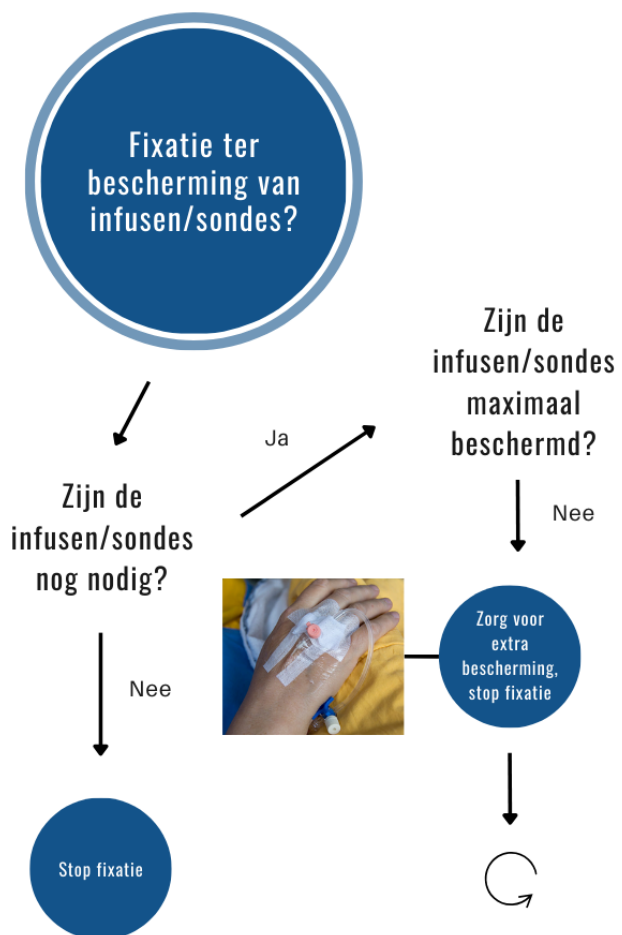 Fixatie ter
bescherming van
infusen/sondes?
Zijn de
infusen/sondes
maximaal
beschermd?
Ja
Nee
Zijn de
infusen/sondes
nog nodig?
Zorg voor
extra
bescherming,
stop fixatie
Nee
Stop fixatie